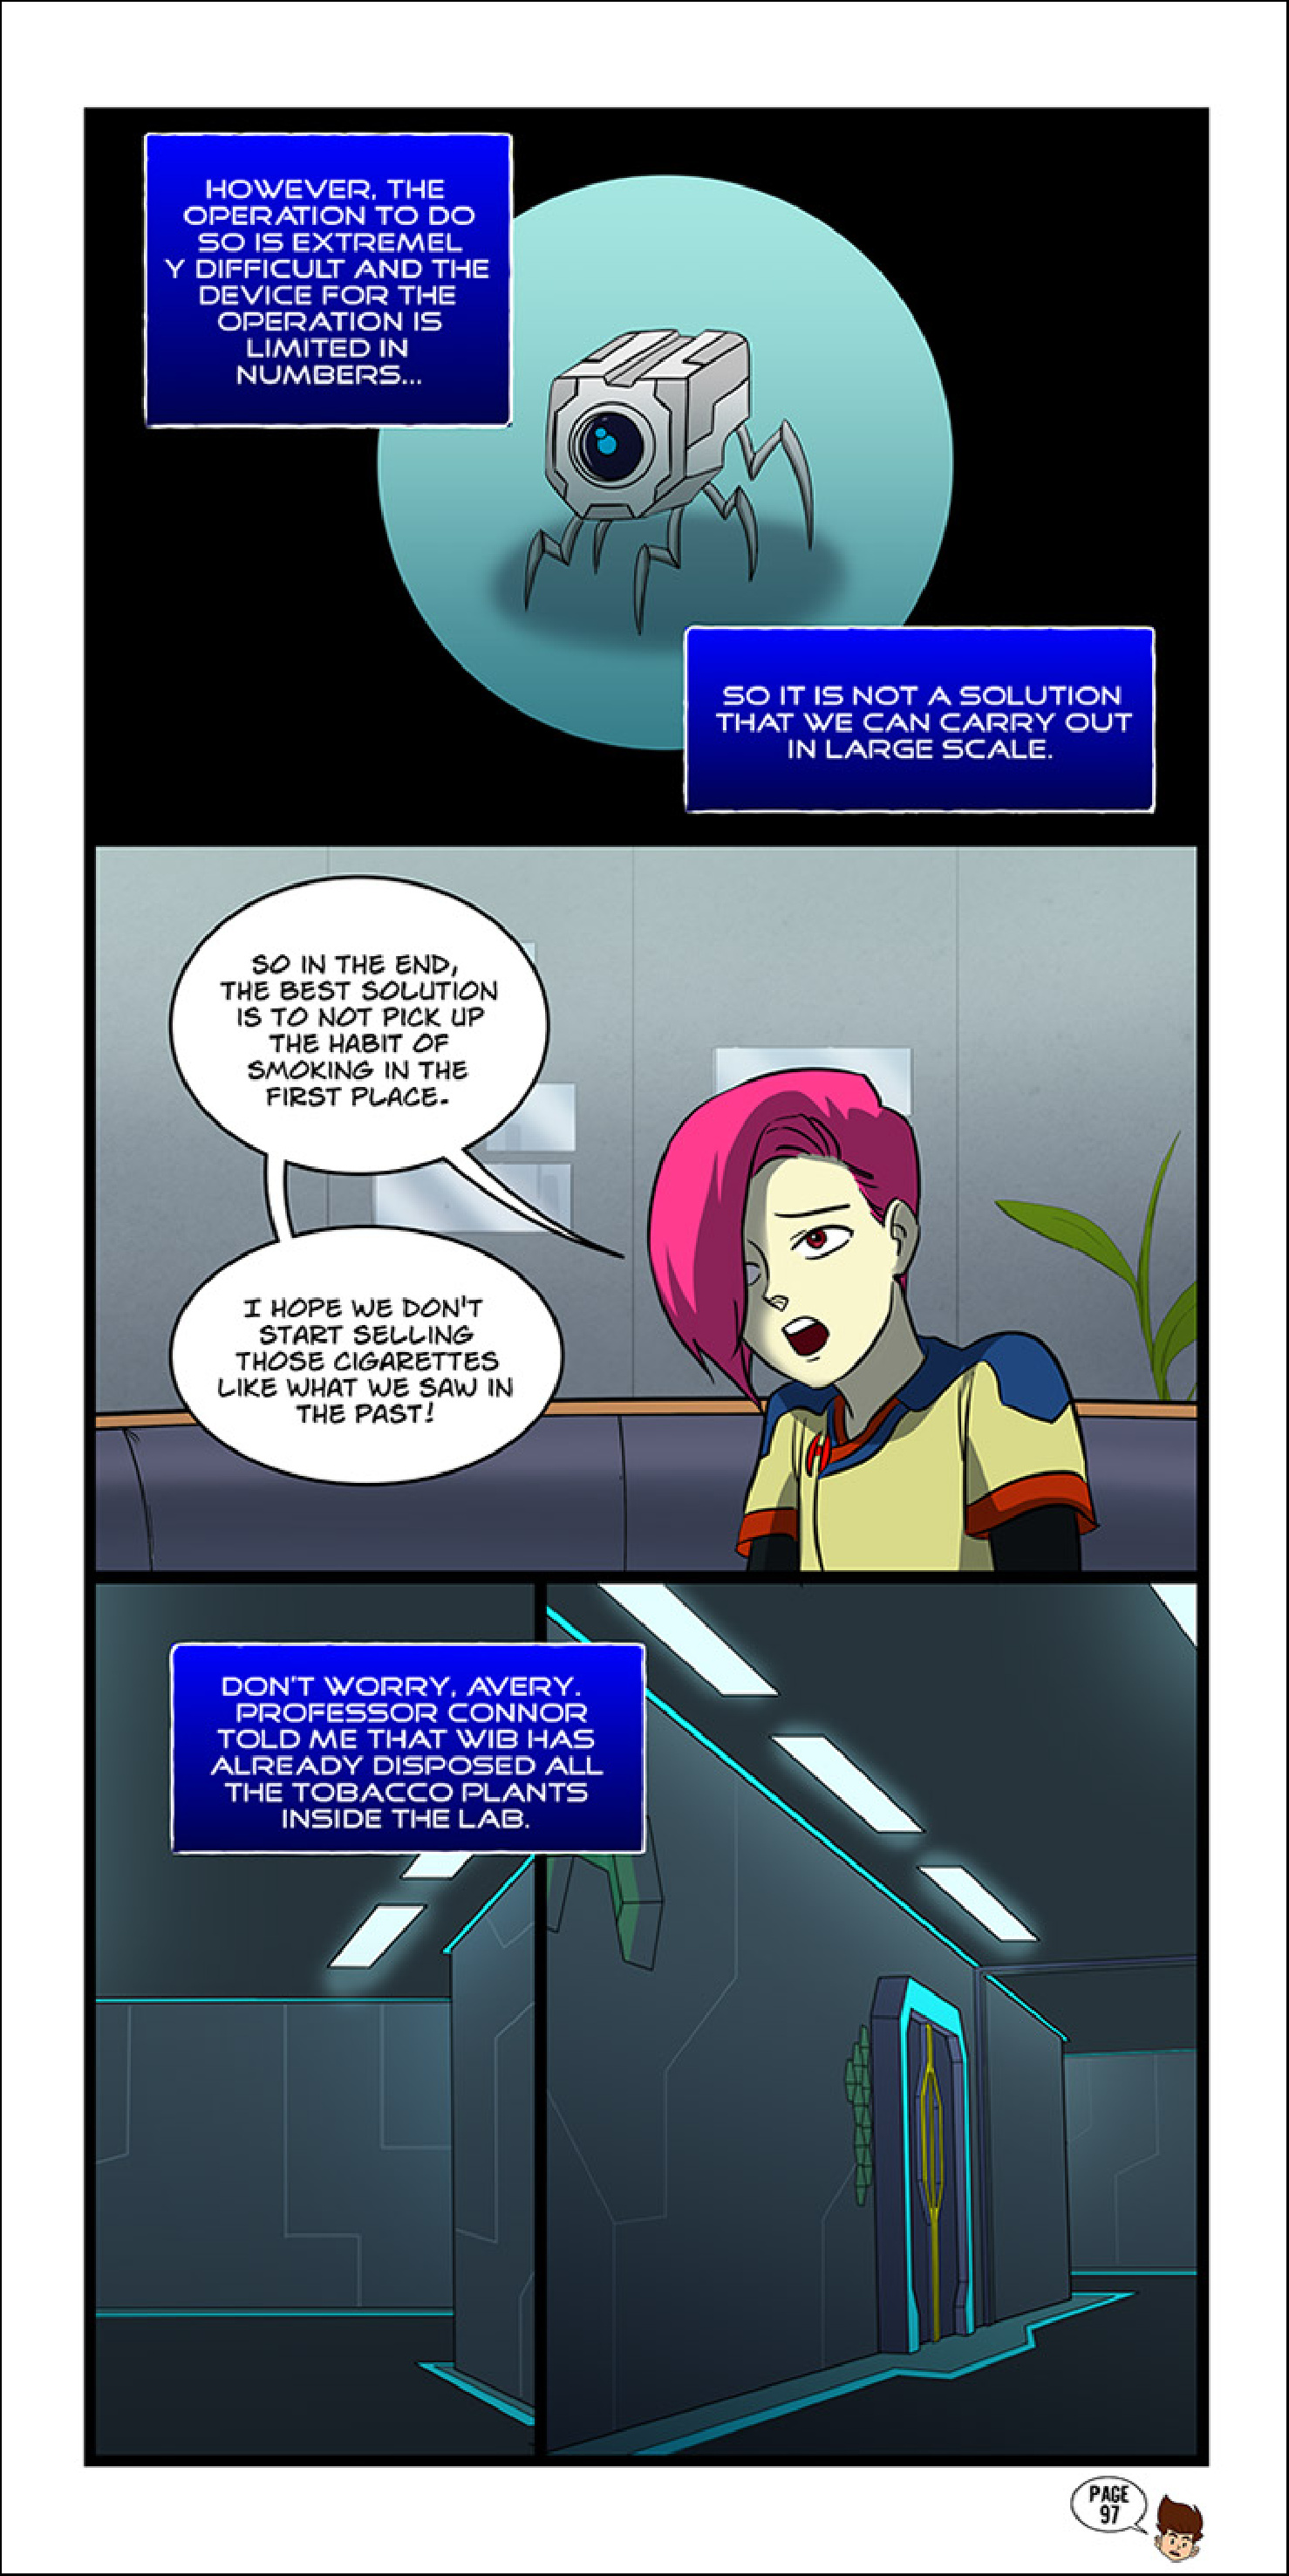 HOWEVER, THE
OPERATION TO DO
SO IS EXTREMEL
Y DIFFICULT AND THE
DEVICE FOR THE
OPERATION IS
LIMITED IN
NUMBERS...
SO IT IS NOT A SOLUTION
THAT WE CAN CARRY OUT
IN LARGE SCALE.
SO IN THE END,
THE BEST SOLUTION
IS TO NOT PICK UP
THE HABIT OF
SMOKING IN THE
FIRST PLACE.
I HOPE WE DON'T
START SELLING
THOSE CIGARETTES
LIKE WHAT WE SAW IN
THE PAST!
DON'T WORRY, AVERY.
PROFESSOR CONNOR
TOLD ME THAT WIB HAS
ALREADY DISPOSED ALL
THE TOBACCO PLANTS
INSIDE THE LAB.
PAGE
97